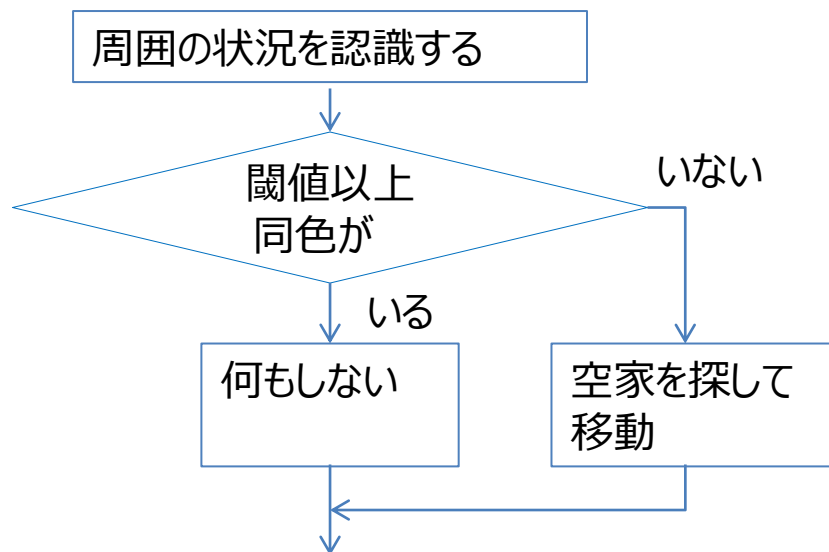 周囲の状況を認識する
閾値以上
同色が
いない
いる
何もしない
空家を探して
移動